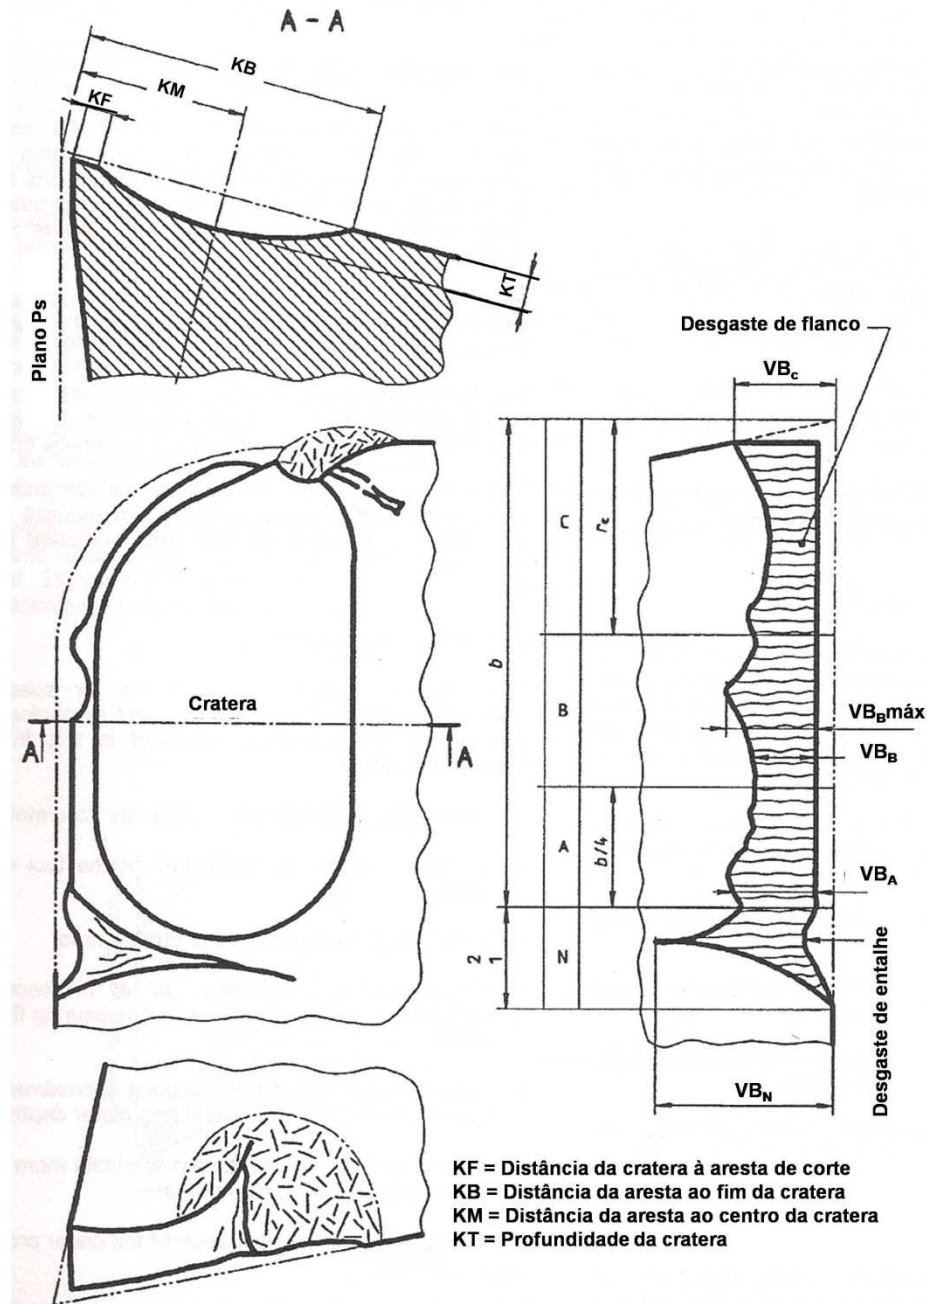 A - A
KB
KM
KF
KT
Plano Ps
Desgaste de flanco
VBc
C
rε
b
B
VBB máx
VBB
Cratera
A
A
A
b/4
VBA
2
1
N
Desgaste de entalhe
VBN
KF = Distância da cratera à aresta de corte
KB = Distância da aresta ao fim da cratera
KM = Distância da aresta ao centro da cratera
KT = Profundidade da cratera